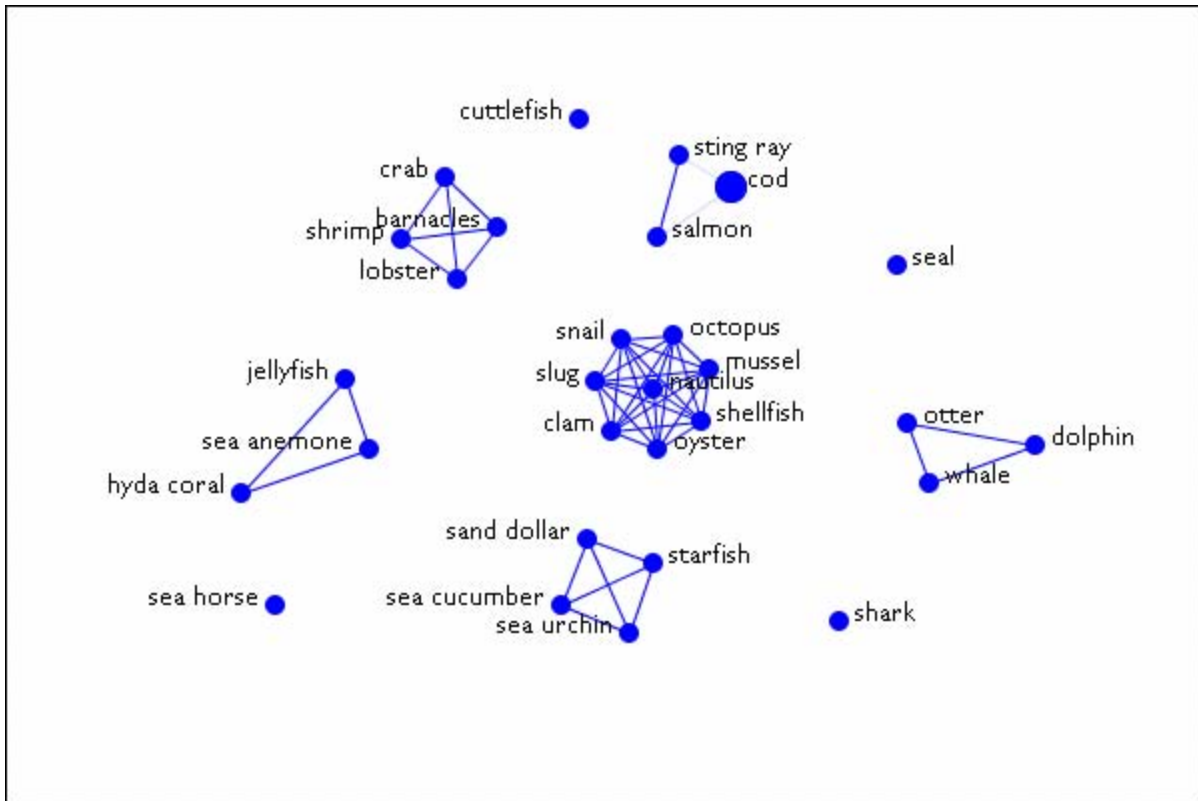 cuttlefish
sting ray
crab
cod
barnacles
shrimp
salmon
lobster
seal
snail
octopus
mussel
jellyfish
slug
nautilus
shellfish
clam
otter
sea anemone
oyster
dolphin
whale
hyda coral
sand dollar
starfish
sea horse
sea cucumber
shark
sea urchin